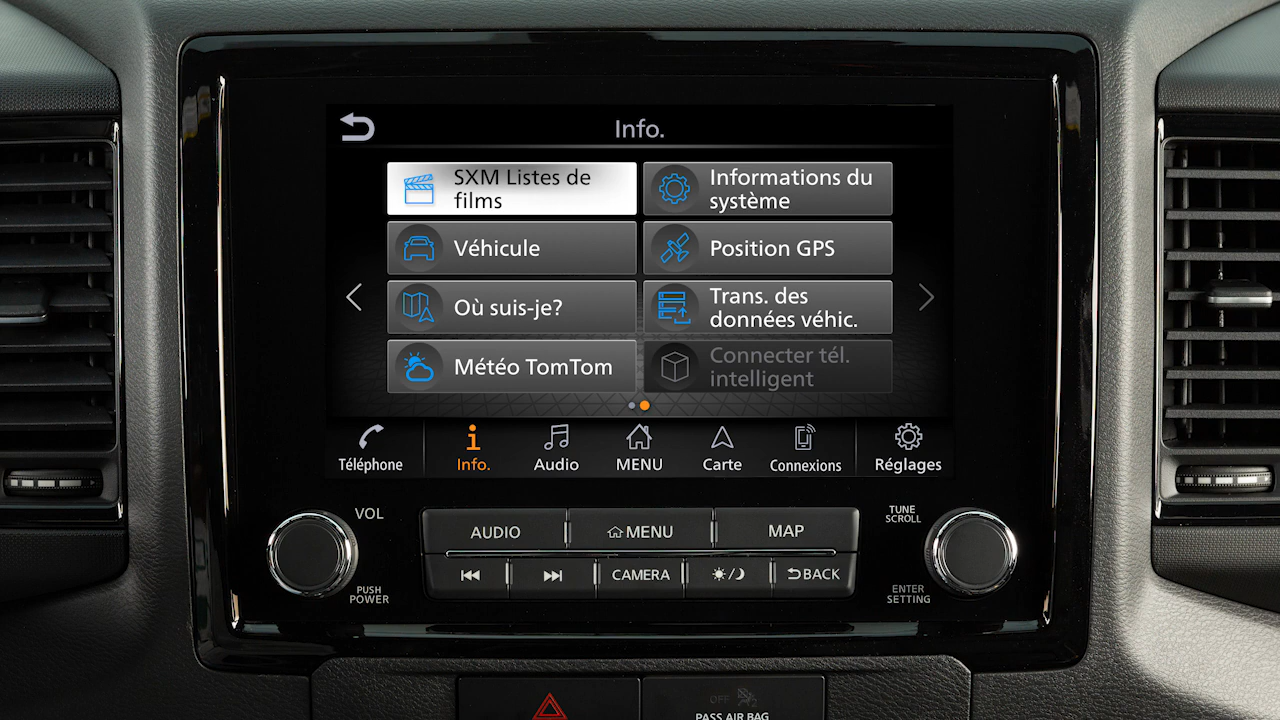 Info.
SXM Listes de
films
Informations du
système
Véhicule
Position GPS
Où suis-je?
Trans. des
données véhic.
Météo TomTom
Connecter tél.
intelligent
Téléphone
Info.
Audio
MENU
Carte
Connexions
Réglages
VOL
PUSH
POWER
AUDIO
MENU
MAP
CAMERA
BACK
TUNE
SCROLL
ENTER
SETTING
OFF
PASS AIR BAG